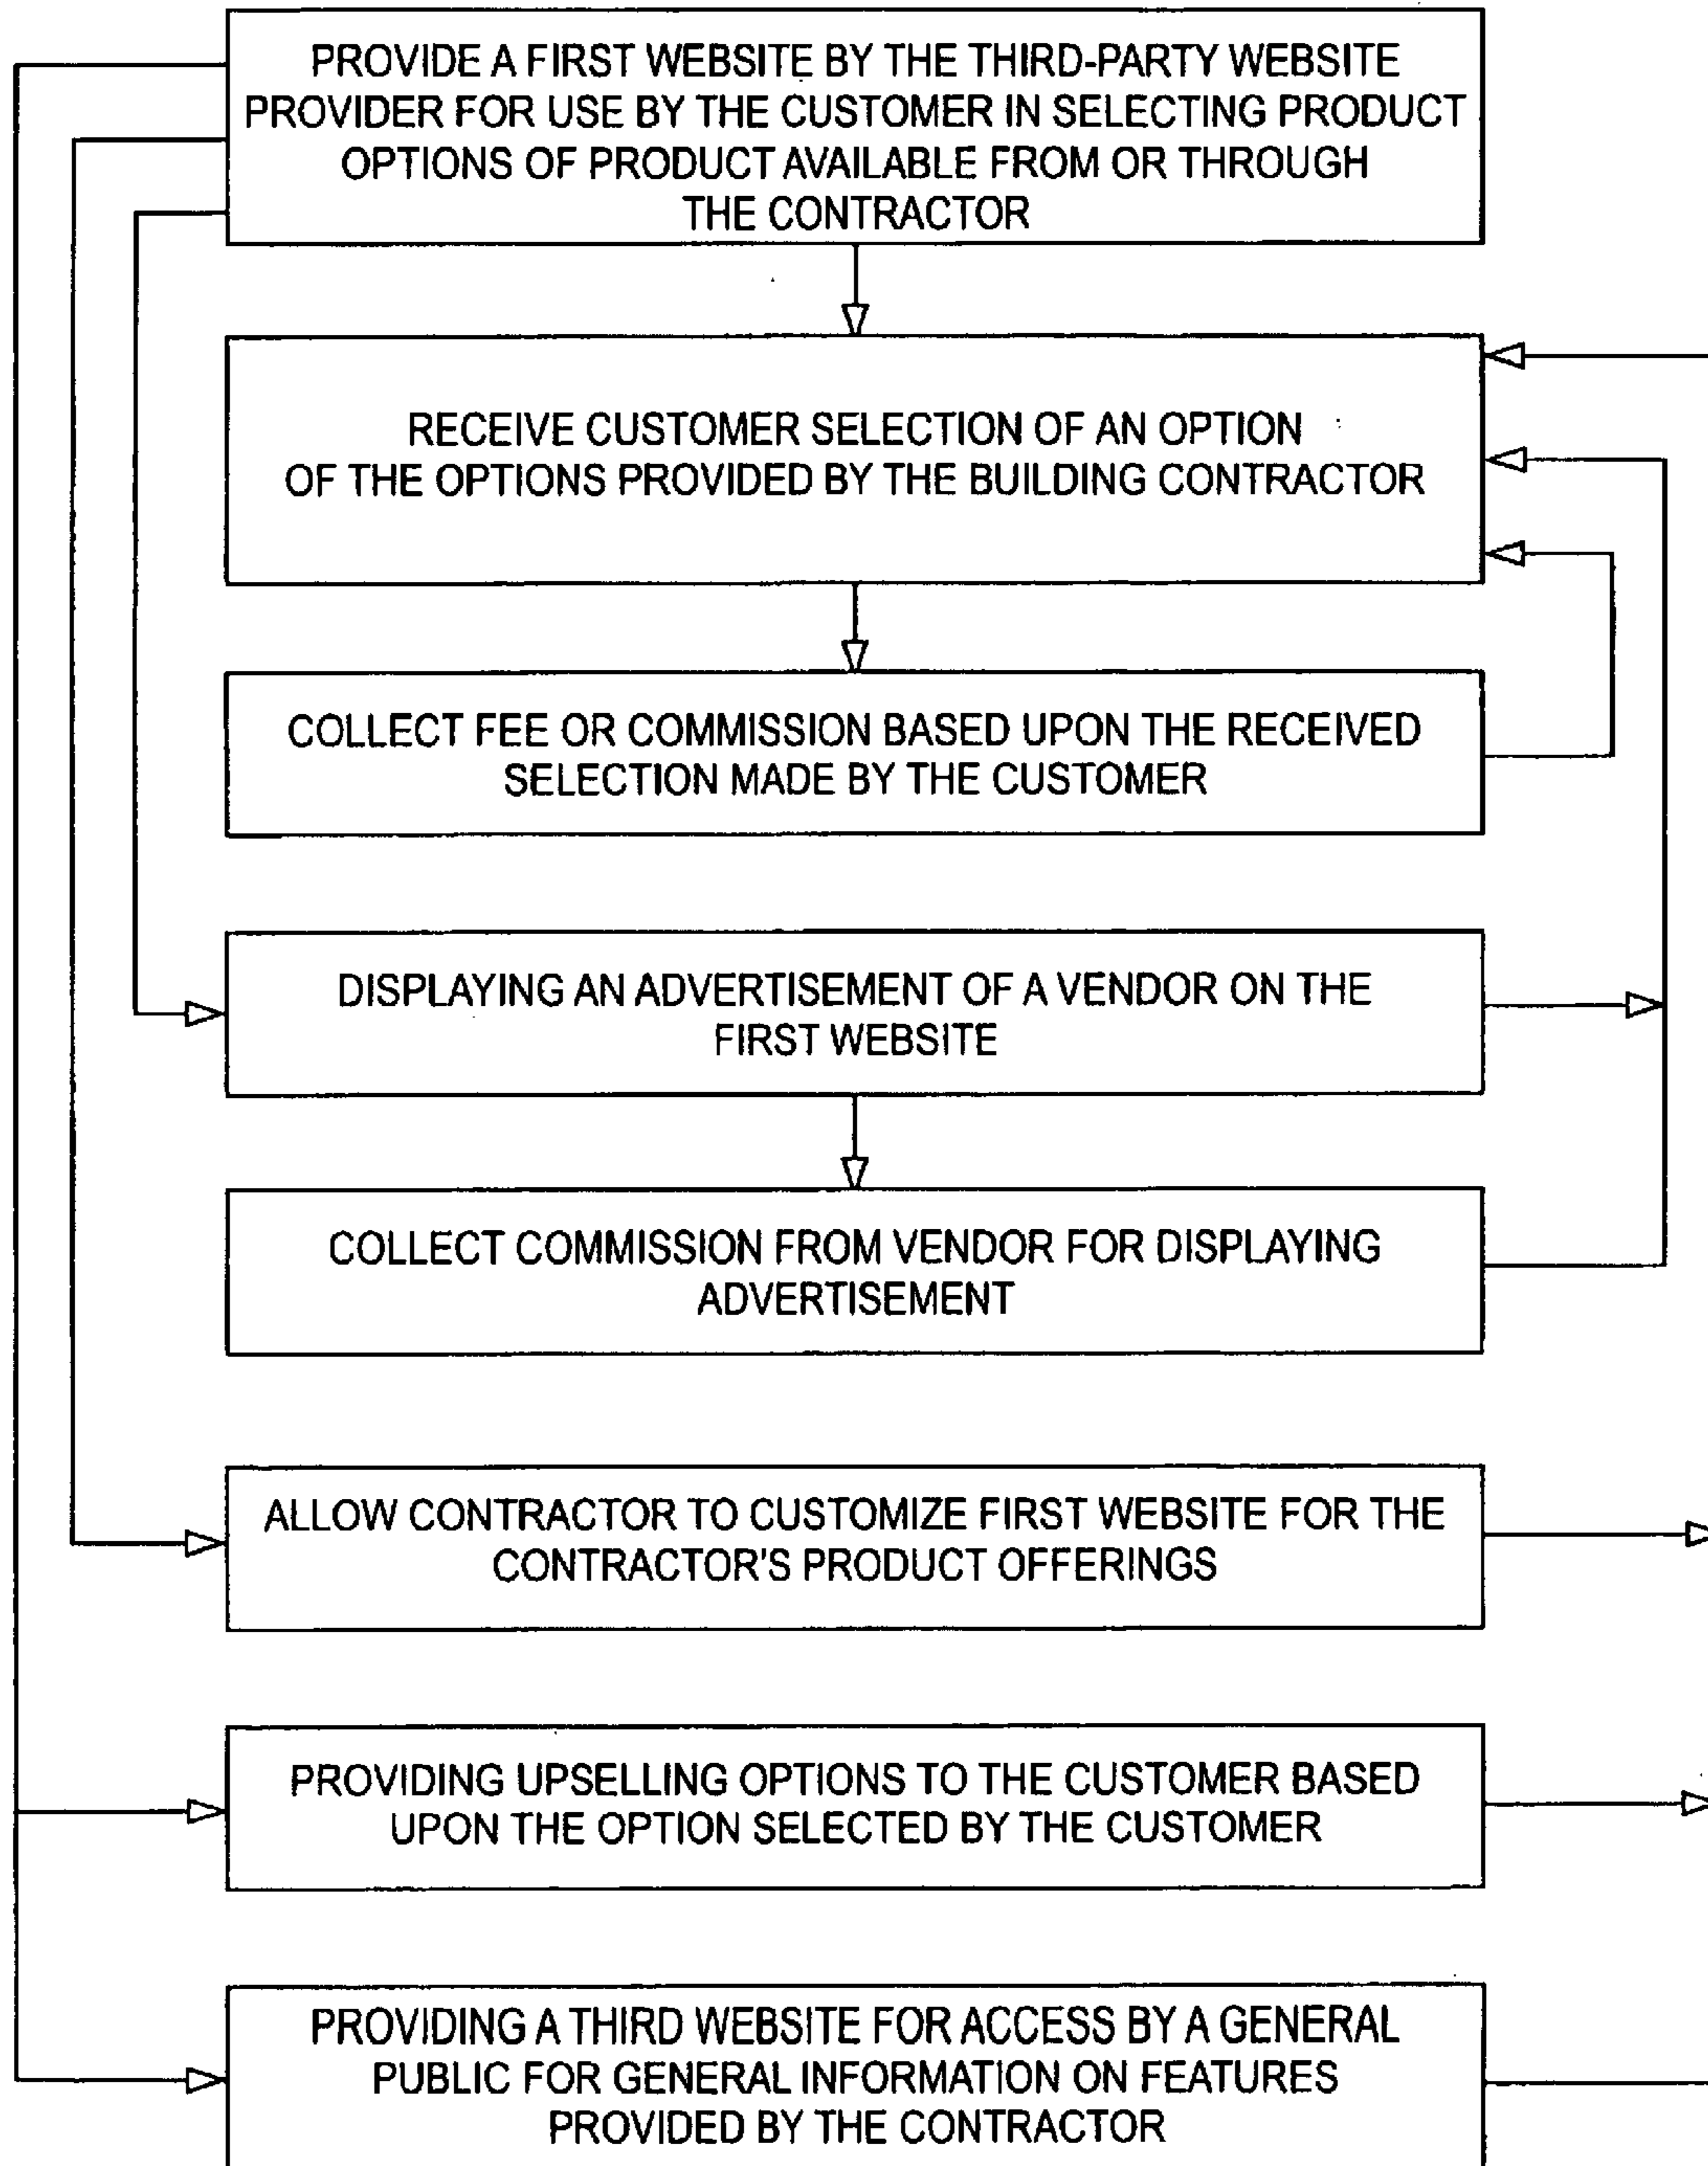 PROVIDE A FIRST WEBSITE BY THE THIRD-PARTY WEBSITE
PROVIDER FOR USE BY THE CUSTOMER IN SELECTING PRODUCT
OPTIONS OF PRODUCT AVAILABLE FROM OR THROUGH
THE CONTRACTOR
RECEIVE CUSTOMER SELECTION OF AN OPTION
OF THE OPTIONS PROVIDED BY THE BUILDING CONTRACTOR
COLLECT FEE OR COMMISSION BASED UPON THE RECEIVED
SELECTION MADE BY THE CUSTOMER
DISPLAYING AN ADVERTISEMENT OF A VENDOR ON THE
FIRST WEBSITE
COLLECT COMMISSION FROM VENDOR FOR DISPLAYING
ADVERTISEMENT
ALLOW CONTRACTOR TO CUSTOMIZE FIRST WEBSITE FOR THE
CONTRACTOR'S PRODUCT OFFERINGS
PROVIDING UPSELLING OPTIONS TO THE CUSTOMER BASED
UPON THE OPTION SELECTED BY THE CUSTOMER
PROVIDING A THIRD WEBSITE FOR ACCESS BY A GENERAL
PUBLIC FOR GENERAL INFORMATION ON FEATURES
PROVIDED BY THE CONTRACTOR